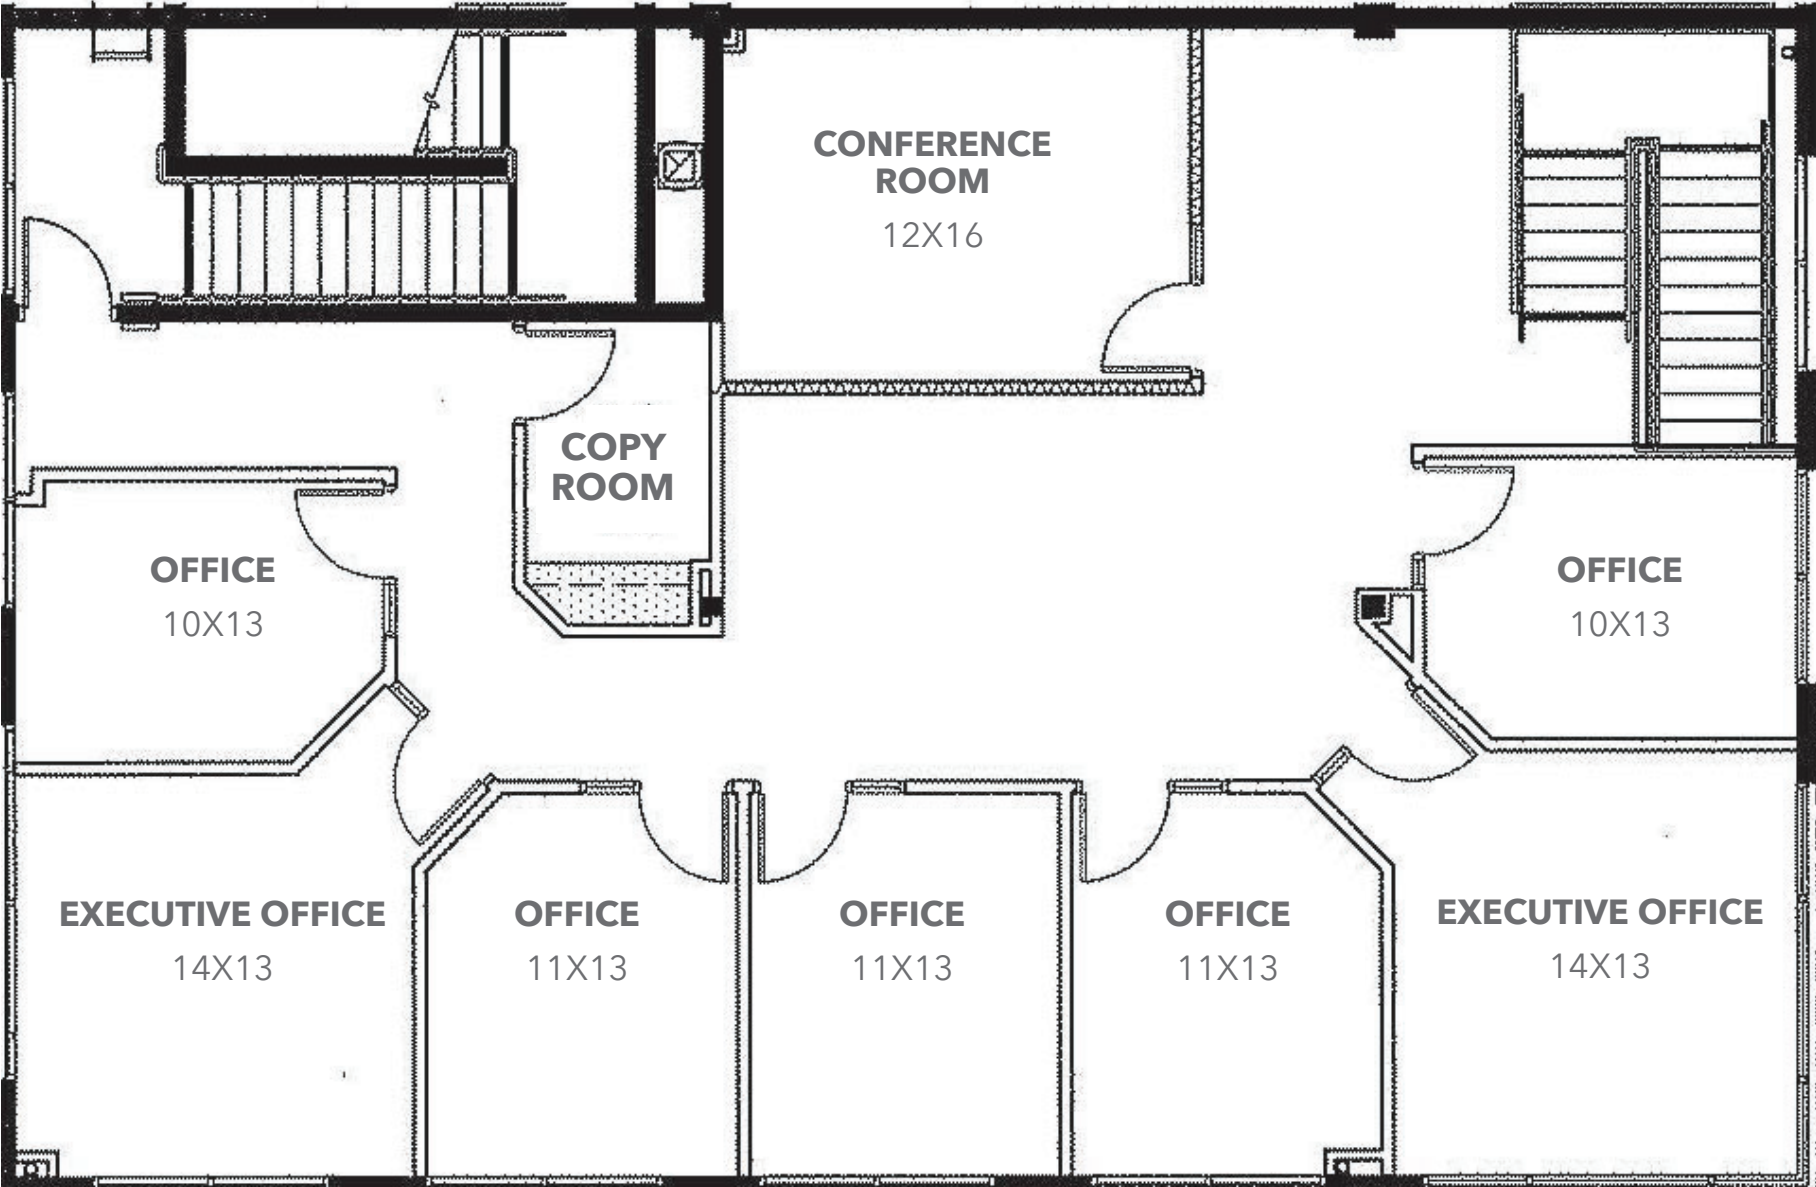 CONFERENCE
ROOM
12X16
COPY
ROOM
OFFICE
10X13
OFFICE
10X13
EXECUTIVE OFFICE
14X13
OFFICE
11X13
OFFICE
11X13
OFFICE
11X13
EXECUTIVE OFFICE
14X13